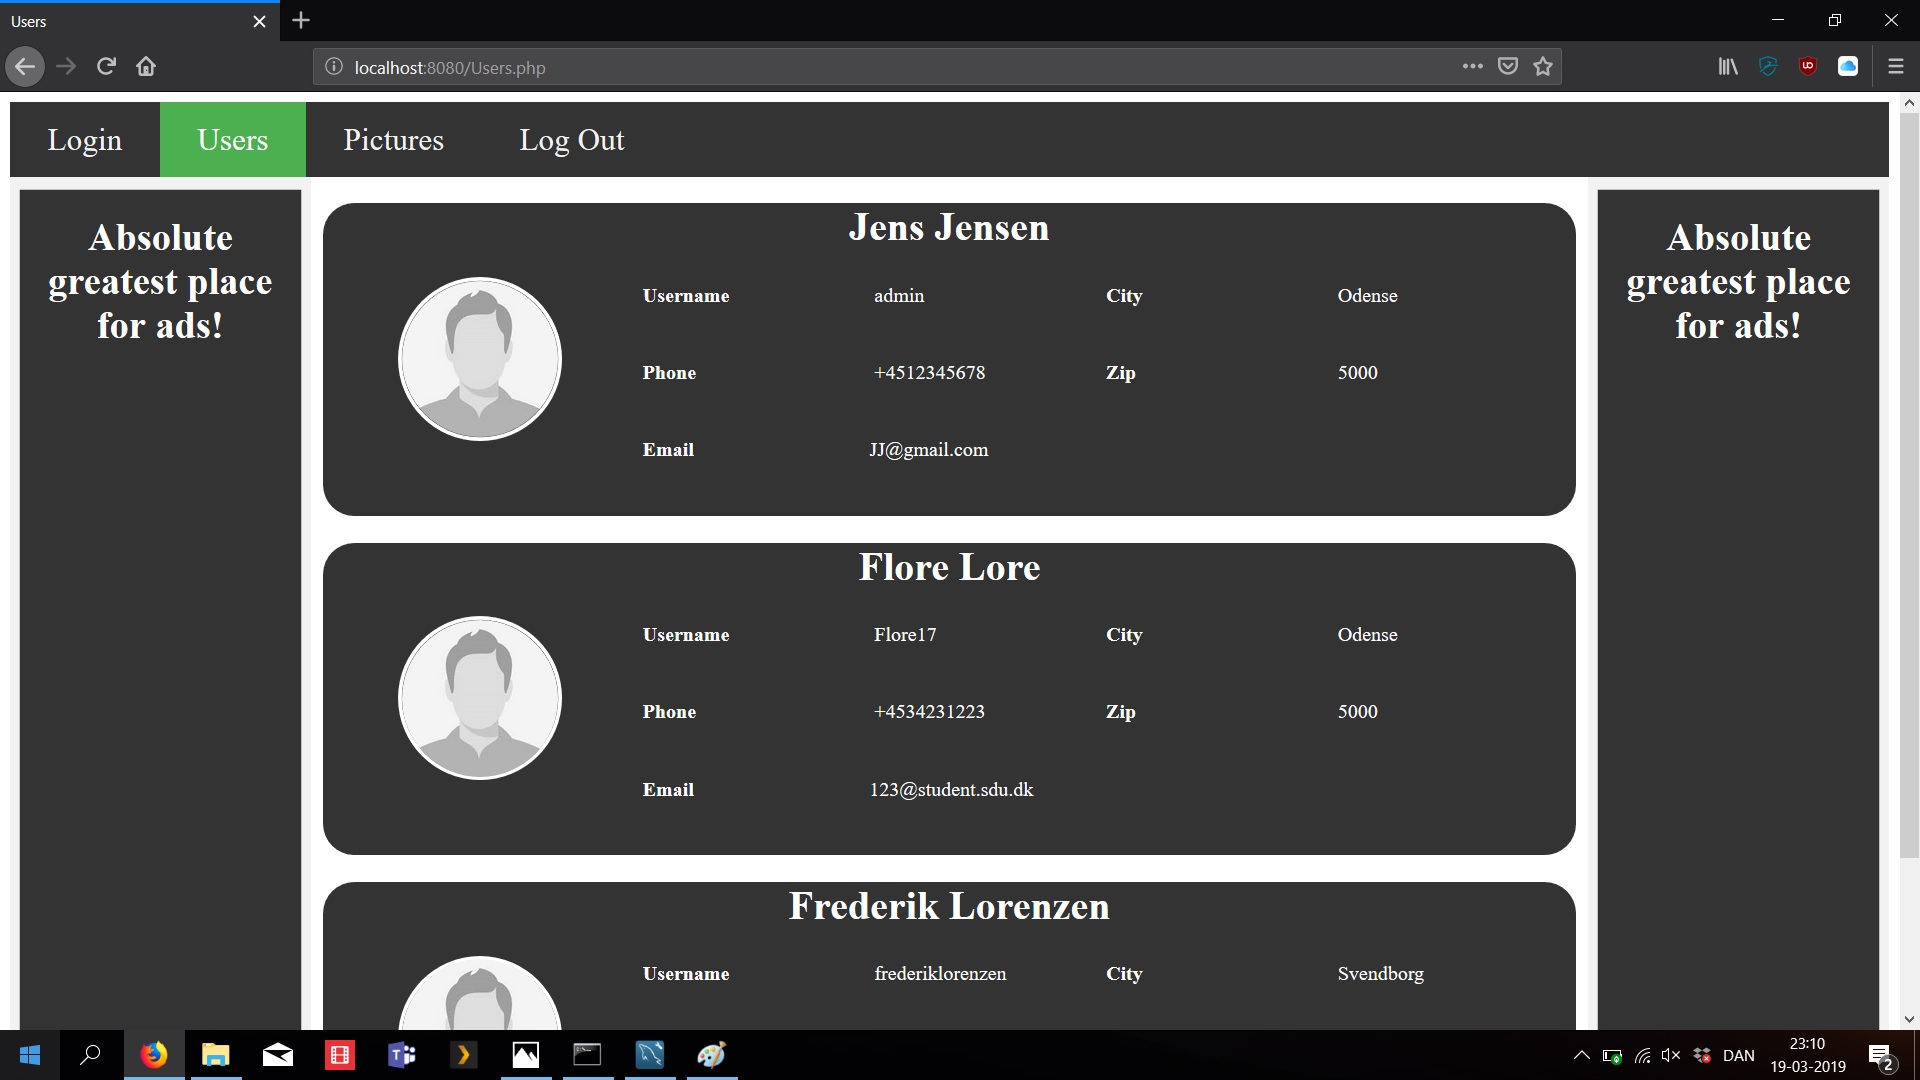 Users
localhost:8080/Users.php
Login Users Pictures Log Out
Absolute
greatest place
for ads!
Jens Jensen
Username admin City Odense
Phone +4512345678 Zip 5000
Email JJ@gmail.com
Flore Lore
Username Flore17 City Odense
Phone +4534231223 Zip 5000
Email 123@student.sdu.dk
Frederik Lorenzen
Username frederiklorenzen City Svendborg
Absolute
greatest place
for ads!
DAN
23:10
19-03-2019
2